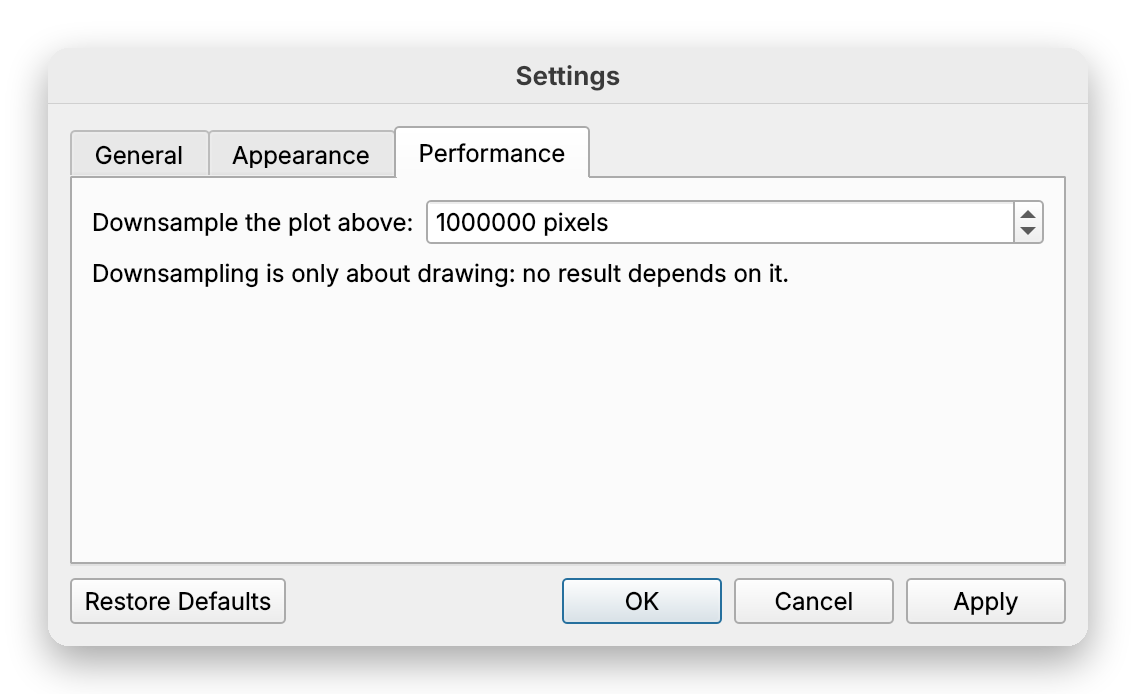 Settings
General Appearance Performance
Downsample the plot above: 1000000 pixels
Downsampling is only about drawing: no result depends on it.
Restore Defaults OK Cancel Apply